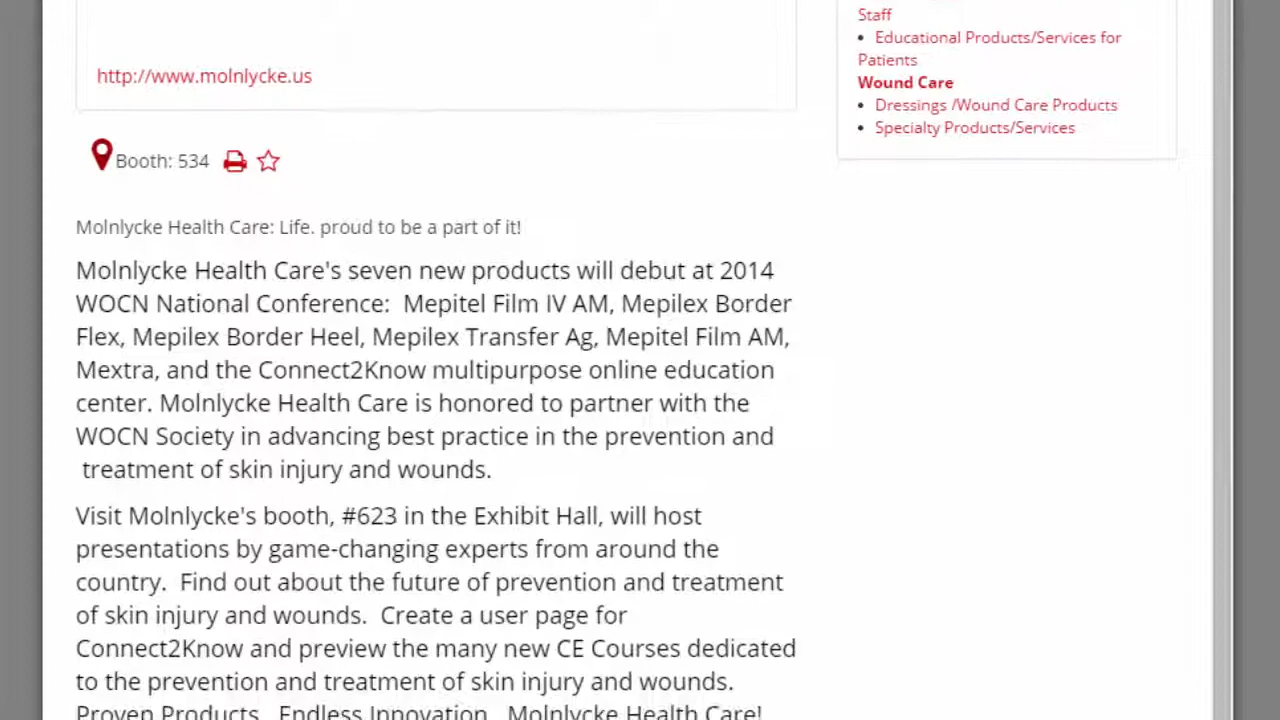 http://www.molnlycke.us
Booth: 534
Molnlycke Health Care: Life. proud to be a part of it!
Molnlycke Health Care's seven new products will debut at 2014
WOCN National Conference:  Mepitel Film IV AM, Mepilex Border
Flex, Mepilex Border Heel, Mepilex Transfer Ag, Mepitel Film AM,
Mextra, and the Connect2Know multipurpose online education
center. Molnlycke Health Care is honored to partner with the
WOCN Society in advancing best practice in the prevention and
treatment of skin injury and wounds.
Visit Molnlycke's booth, #623 in the Exhibit Hall, will host
presentations by game-changing experts from around the
country.  Find out about the future of prevention and treatment
of skin injury and wounds.  Create a user page for
Connect2Know and preview the many new CE Courses dedicated
to the prevention and treatment of skin injury and wounds.
Proven Products.  Endless Innovation.  Molnlycke Health Care!
Staff
• Educational Products/Services for
Patients
Wound Care
• Dressings /Wound Care Products
• Specialty Products/Services